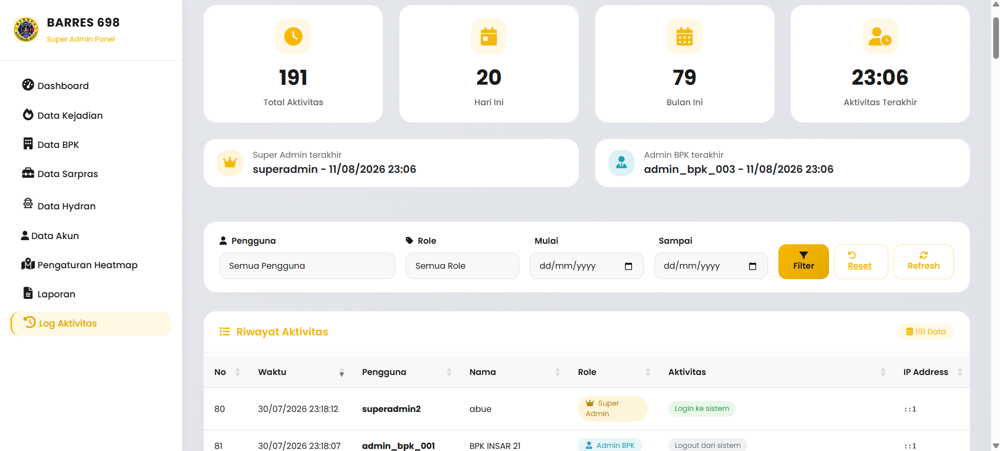 BARRES 698
Super Admin Panel
Dashboard
Data Kejadian
Data BPK
Data Sarpras
Data Hydran
Data Akun
Pengaturan Heatmap
Laporan
Log Aktivitas
191
Total Aktivitas
20
Hari Ini
79
Bulan Ini
23:06
Aktivitas Terakhir
Super Admin terakhir
superadmin - 11/08/2026 23:06
Admin BPK terakhir
admin_bpk_003 - 11/08/2026 23:06
Pengguna
Semua Pengguna
Role
Semua Role
Mulai
dd/mm/yyyy
Sampai
dd/mm/yyyy
Filter
Reset
Refresh
Riwayat Aktivitas
191 Data
No Waktu Pengguna Nama Role Aktivitas IP Address
80 30/07/2026 23:18:12 superadmin2 abue Super Admin Login ke sistem ::1
81 30/07/2026 23:18:07 admin_bpk_001 BPK INSAR 21 Admin BPK Logout dari sistem ::1